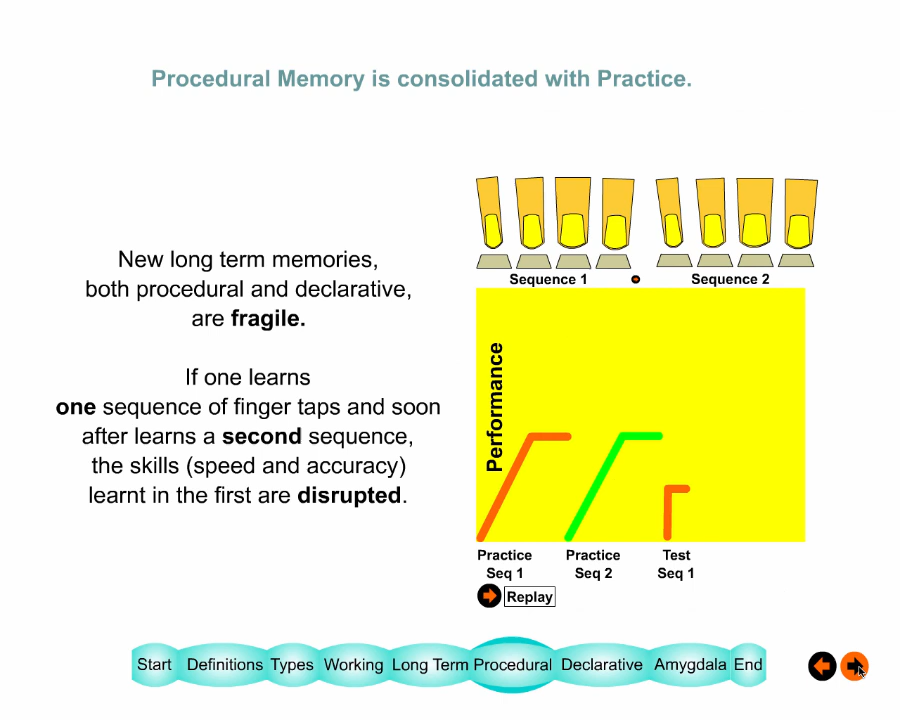 Procedural Memory is consolidated with Practice.
New long term memories,
both procedural and declarative,
are fragile.
If one learns
one sequence of finger taps and soon
after learns a second sequence,
the skills (speed and accuracy)
learnt in the first are disrupted.
Sequence 1
Sequence 2
Performance
Practice Seq 1
Practice Seq 2
Test Seq 1
Replay
Start Definitions Types Working Long Term Procedural Declarative Amygdala End